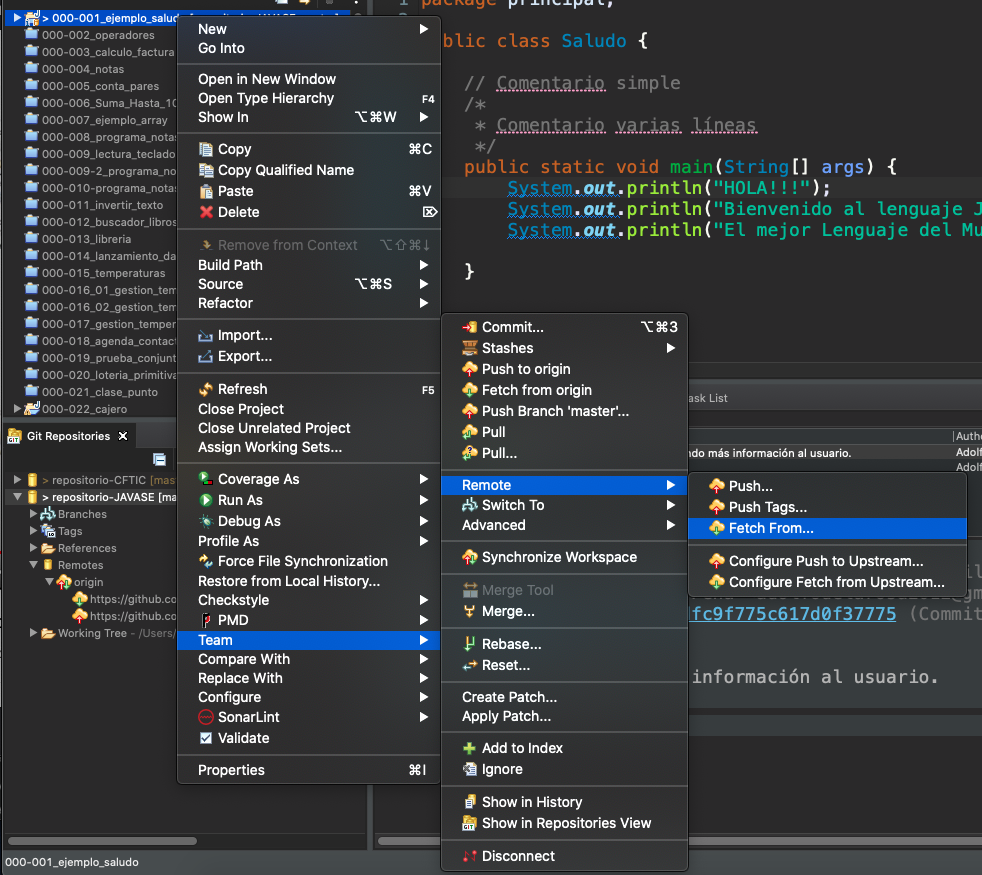 1 package principal;
2
> 000-001_ejemplo_salud
000-002_operadores
000-003_calculo_factura
000-004_notas
000-005_conta_pares
000-006_Suma_Hasta_10
000-007_ejemplo_array
000-008_programa_notas
000-009_lectura_teclado
000-009-2_programa_no
000-010-programa_notas
000-011_invertir_texto
000-012_buscador_libros
000-013_libreria
000-014_lanzamiento_da
000-015_temperaturas
000-016_01_gestion_tem
000-016_02_gestion_tem
000-017_gestion_temper
000-018_agenda_contact
000-019_prueba_conjunt
000-020_loteria_primitiva
000-021_clase_punto
000-022_cajero
Git Repositories
> repositorio-CFTIC [mas
> repositorio-JAVASE [ma
Branches
Tags
References
Remotes
origin
https://github.co
https://github.co
Working Tree - /Users/
000-001_ejemplo_saludo
New
Go Into
Open in New Window
Open Type Hierarchy F4
Show In ⌥⌘W
Copy ⌘C
Copy Qualified Name
Paste ⌘V
Delete ⌦
Remove from Context ⌥⇧⌘↓
Build Path
Source ⌥⌘S
Refactor
Import...
Export...
Refresh F5
Close Project
Close Unrelated Project
Assign Working Sets...
Coverage As
Run As
Debug As
Profile As
Force File Synchronization
Restore from Local History...
Checkstyle
PMD
Team
Compare With
Replace With
Configure
SonarLint
Validate
Properties ⌘I
blic class Saludo {
// Comentario simple
/*
* Comentario varias líneas
*/
public static void main(String[] args) {
System.out.println("HOLA!!!");
System.out.println("Bienvenido al lenguaje J
System.out.println("El mejor Lenguaje del Mu
}
Commit... ⌥⌘3
Stashes
Push to origin
Fetch from origin
Push Branch 'master'...
Pull
Pull...
Remote
Switch To
Advanced
Synchronize Workspace
Merge Tool
Merge...
Rebase...
Reset...
Create Patch...
Apply Patch...
Add to Index
Ignore
Show in History
Show in Repositories View
Disconnect
ask List
Autho
ndo más información al usuario.
Adolf
Adolf
Push...
Push Tags...
Fetch From...
Configure Push to Upstream...
Configure Fetch from Upstream...
fc9f775c617d0f37775 (Commit
información al usuario.